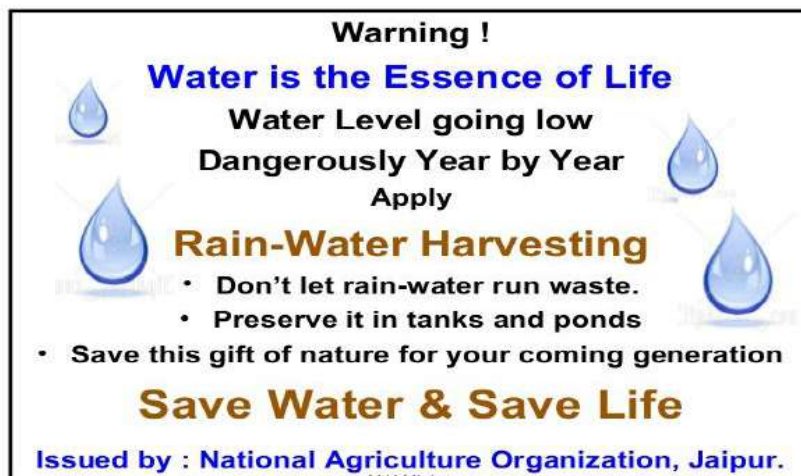 Warning !
Water is the Essence of Life
Water Level going low
Dangerously Year by Year
Apply
Rain-Water Harvesting
• Don't let rain-water run waste.
• Preserve it in tanks and ponds
• Save this gift of nature for your coming generation
Save Water & Save Life
Issued by : National Agriculture Organization, Jaipur.